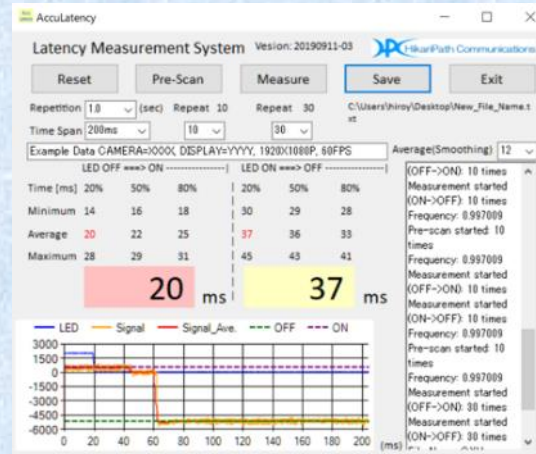 AccuLatency
Latency Measurement System Vesion: 20190911-03 HikariPath Communications
Reset Pre-Scan Measure Save Exit
Repetition 1.0 (sec) Repeat 10 Repeat 30 C:\Users\hiroy\Desktop\New_File_Name.t
xt
Time Span 200ms 10 30
Example Data CAMERA=XXXX, DISPLAY=YYYY, 1920X1080P, 60FPS Average(Smoothing) 12
LED OFF ===> ON ----------------| LED ON ===> OFF ----------------|
Time [ms] 20% 50% 80% 20% 50% 80%
Minimum 14 16 18 30 29 28
Average 20 22 25 37 36 33
Maximum 28 29 31 45 43 41
20 ms 37 ms
(OFF->ON): 10 times
Measurement started
(ON->OFF): 10 times
Frequency: 0.997009
Pre-scan started: 10
times
Frequency: 0.997009
Measurement started
(OFF->ON): 10 times
Measurement started
(ON->OFF): 10 times
Frequency: 0.997009
Pre-scan started: 10
times
Frequency: 0.997009
Measurement started
(OFF->ON): 30 times
Measurement started
(ON->OFF): 30 times
LED Signal Signal_Ave. OFF ON
3000
1500
0
-1500
-3000
-4500
-6000
0 20 40 60 80 100 120 140 160 180 200 (ms)